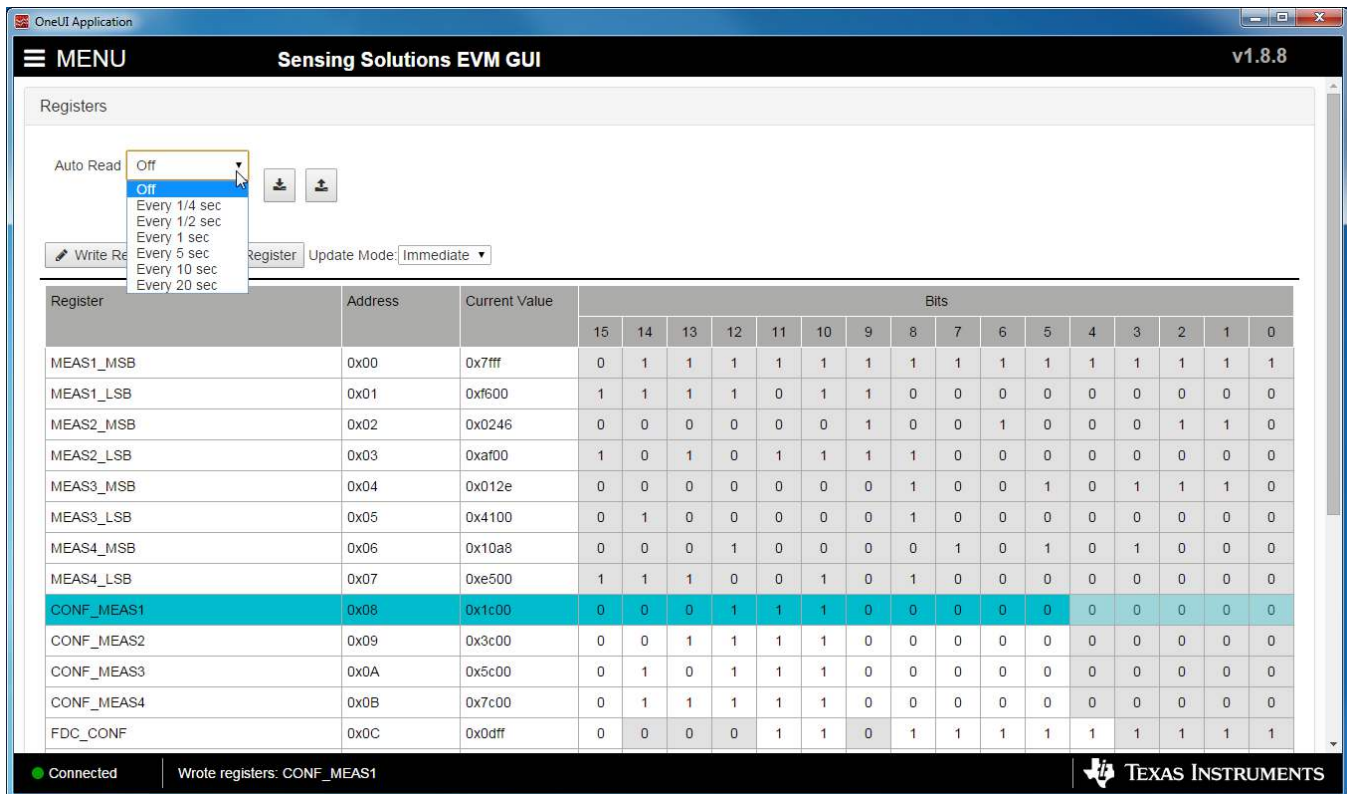 OneUI Application
MENU Sensing Solutions EVM GUI v1.8.8
Registers
Auto Read Off
Off
Every 1/4 sec
Every 1/2 sec
Every 1 sec
Every 5 sec
Every 10 sec
Every 20 sec
Write Register Update Mode: Immediate
Register Address Current Value Bits
15 14 13 12 11 10 9 8 7 6 5 4 3 2 1 0
MEAS1_MSB 0x00 0x7fff 0 1 1 1 1 1 1 1 1 1 1 1 1 1 1 1
MEAS1_LSB 0x01 0xf600 1 1 1 1 0 1 1 0 0 0 0 0 0 0 0 0
MEAS2_MSB 0x02 0x0246 0 0 0 0 0 0 1 0 0 1 0 0 0 1 1 0
MEAS2_LSB 0x03 0xaf00 1 0 1 0 1 1 1 1 0 0 0 0 0 0 0 0
MEAS3_MSB 0x04 0x012e 0 0 0 0 0 0 0 1 0 0 1 0 1 1 1 0
MEAS3_LSB 0x05 0x4100 0 1 0 0 0 0 0 1 0 0 0 0 0 0 0 0
MEAS4_MSB 0x06 0x10a8 0 0 0 1 0 0 0 0 1 0 1 0 1 0 0 0
MEAS4_LSB 0x07 0xe500 1 1 1 0 0 1 0 1 0 0 0 0 0 0 0 0
CONF_MEAS1 0x08 0x1c00 0 0 0 1 1 1 0 0 0 0 0 0 0 0 0 0
CONF_MEAS2 0x09 0x3c00 0 0 1 1 1 1 0 0 0 0 0 0 0 0 0 0
CONF_MEAS3 0x0A 0x5c00 0 1 0 1 1 1 0 0 0 0 0 0 0 0 0 0
CONF_MEAS4 0x0B 0x7c00 0 1 1 1 1 1 0 0 0 0 0 0 0 0 0 0
FDC_CONF 0x0C 0x0dff 0 0 0 0 1 1 0 1 1 1 1 1 1 1 1 1
Connected Wrote registers: CONF_MEAS1 TEXAS INSTRUMENTS